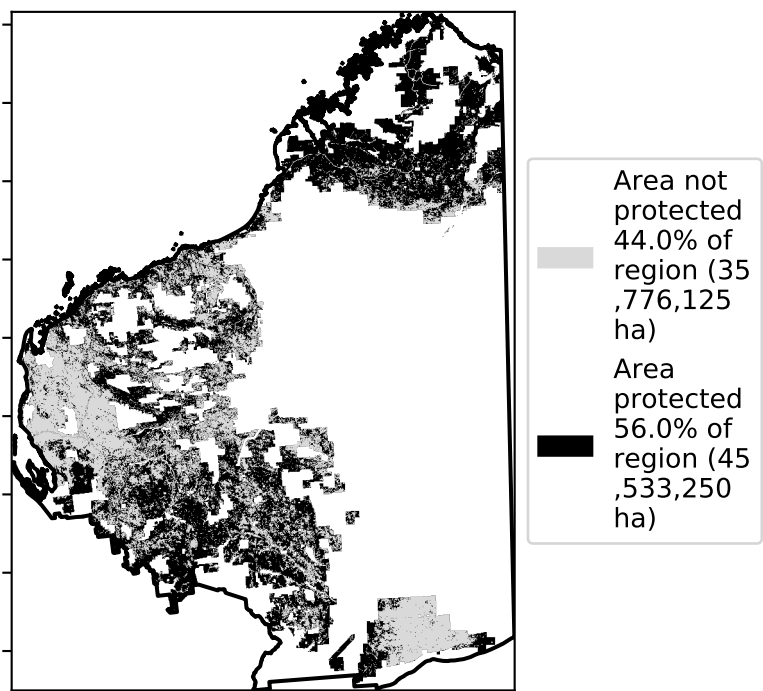 Area not
protected
44.0% of
region (35
,776,125
ha)
Area
protected
56.0% of
region (45
,533,250
ha)